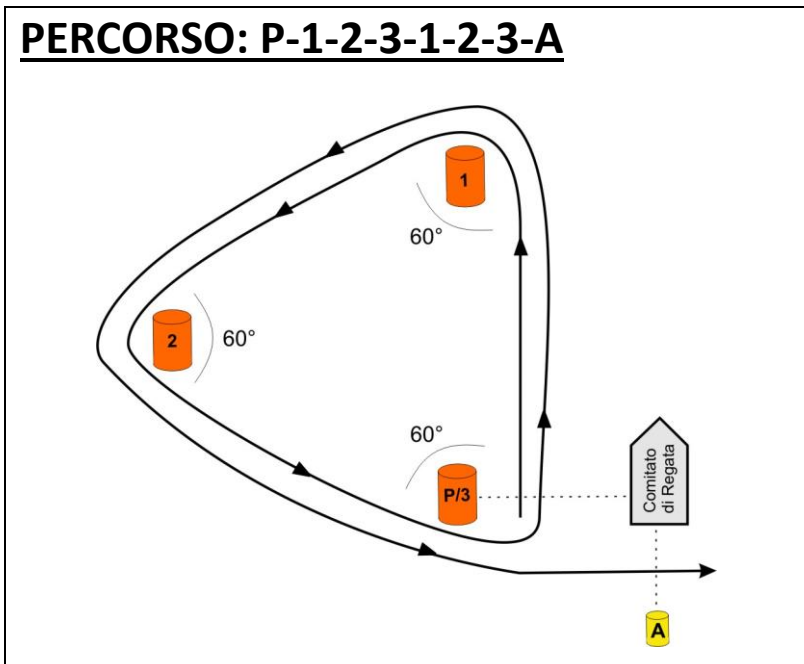 PERCORSO: P-1-2-3-1-2-3-A
1
60°
2
60°
60°
P/3
Comitato
di Regata
A